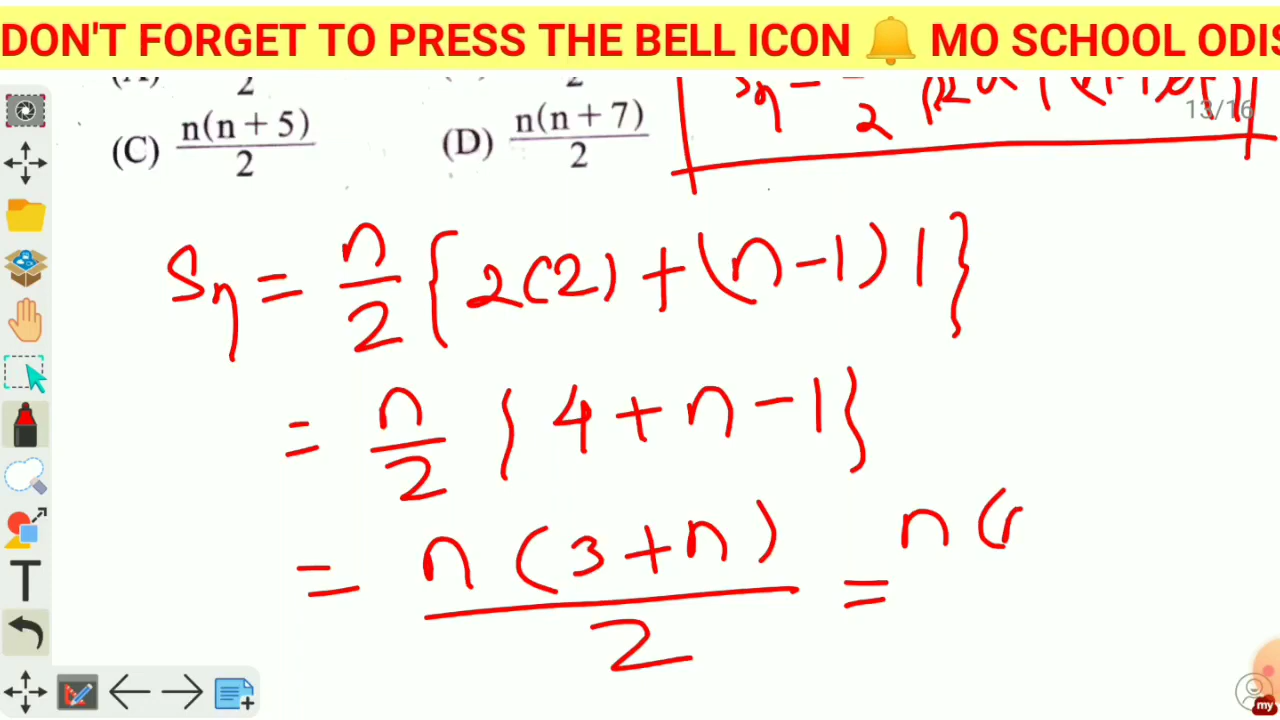 DON'T FORGET TO PRESS THE BELL ICON 🔔 MO SCHOOL ODIS
13/16
(C) n(n + 5)/2 (D) n(n + 7)/2
Sn = n/2 {2(2) + (n-1)1}
= n/2 {4 + n - 1}
= n(3+n)/2 = n(
T
my